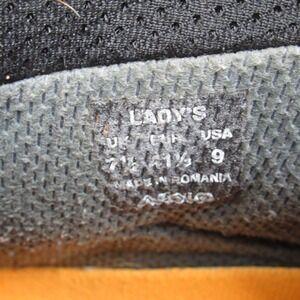 LADY'S
UK EUR USA
7½ 41½ 9
MADE IN ROMANIA